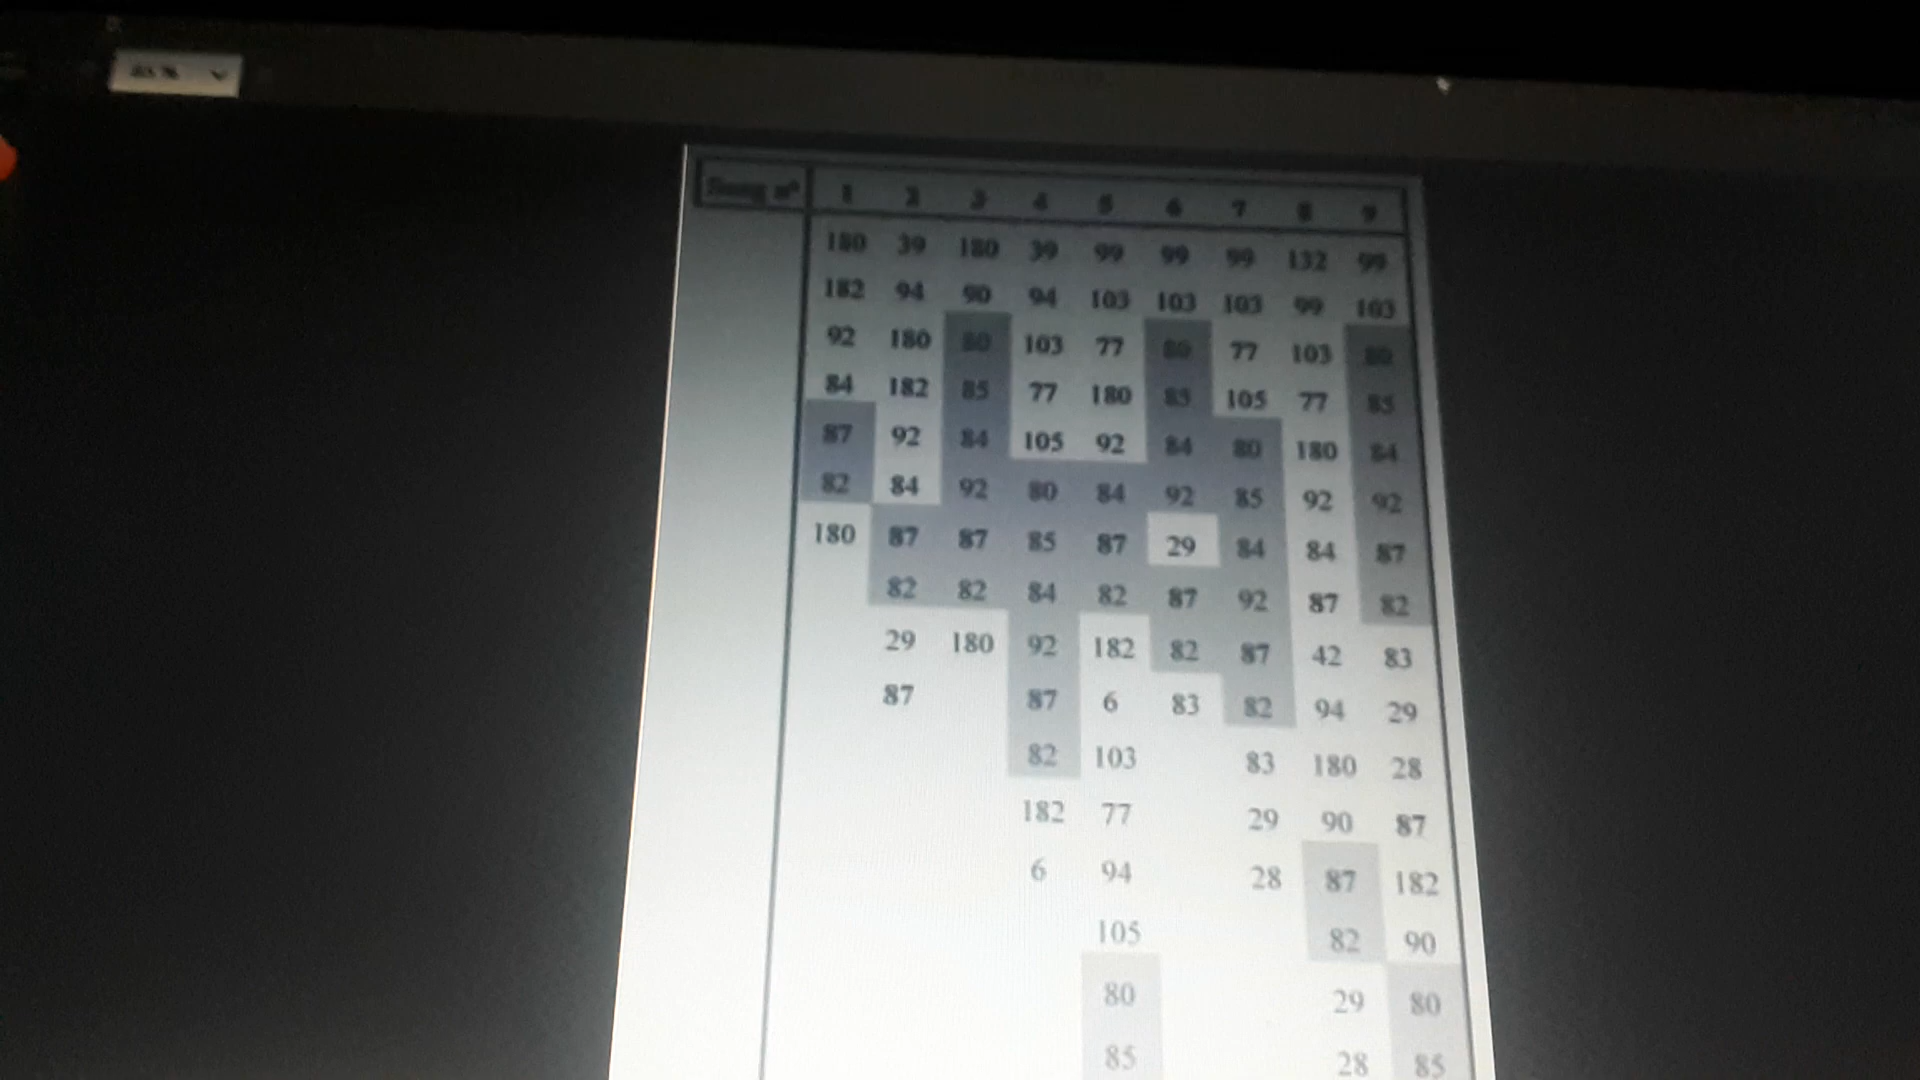 Song n° 1 2 3 4 5 6 7 8 9
180 39 180 39 99 99 99 132 99
182 94 90 94 103 103 103 99 103
92 180 80 103 77 80 77 103 80
84 182 85 77 180 85 105 77 85
87 92 84 105 92 84 80 180 84
82 84 92 80 84 92 85 92 92
180 87 87 85 87 29 84 84 87
82 82 84 82 87 92 87 82
29 180 92 182 82 87 42 83
87 87 6 83 82 94 29
82 103 83 180 28
182 77 29 90 87
6 94 28 87 182
105 82 90
80 29 80
85 28 85